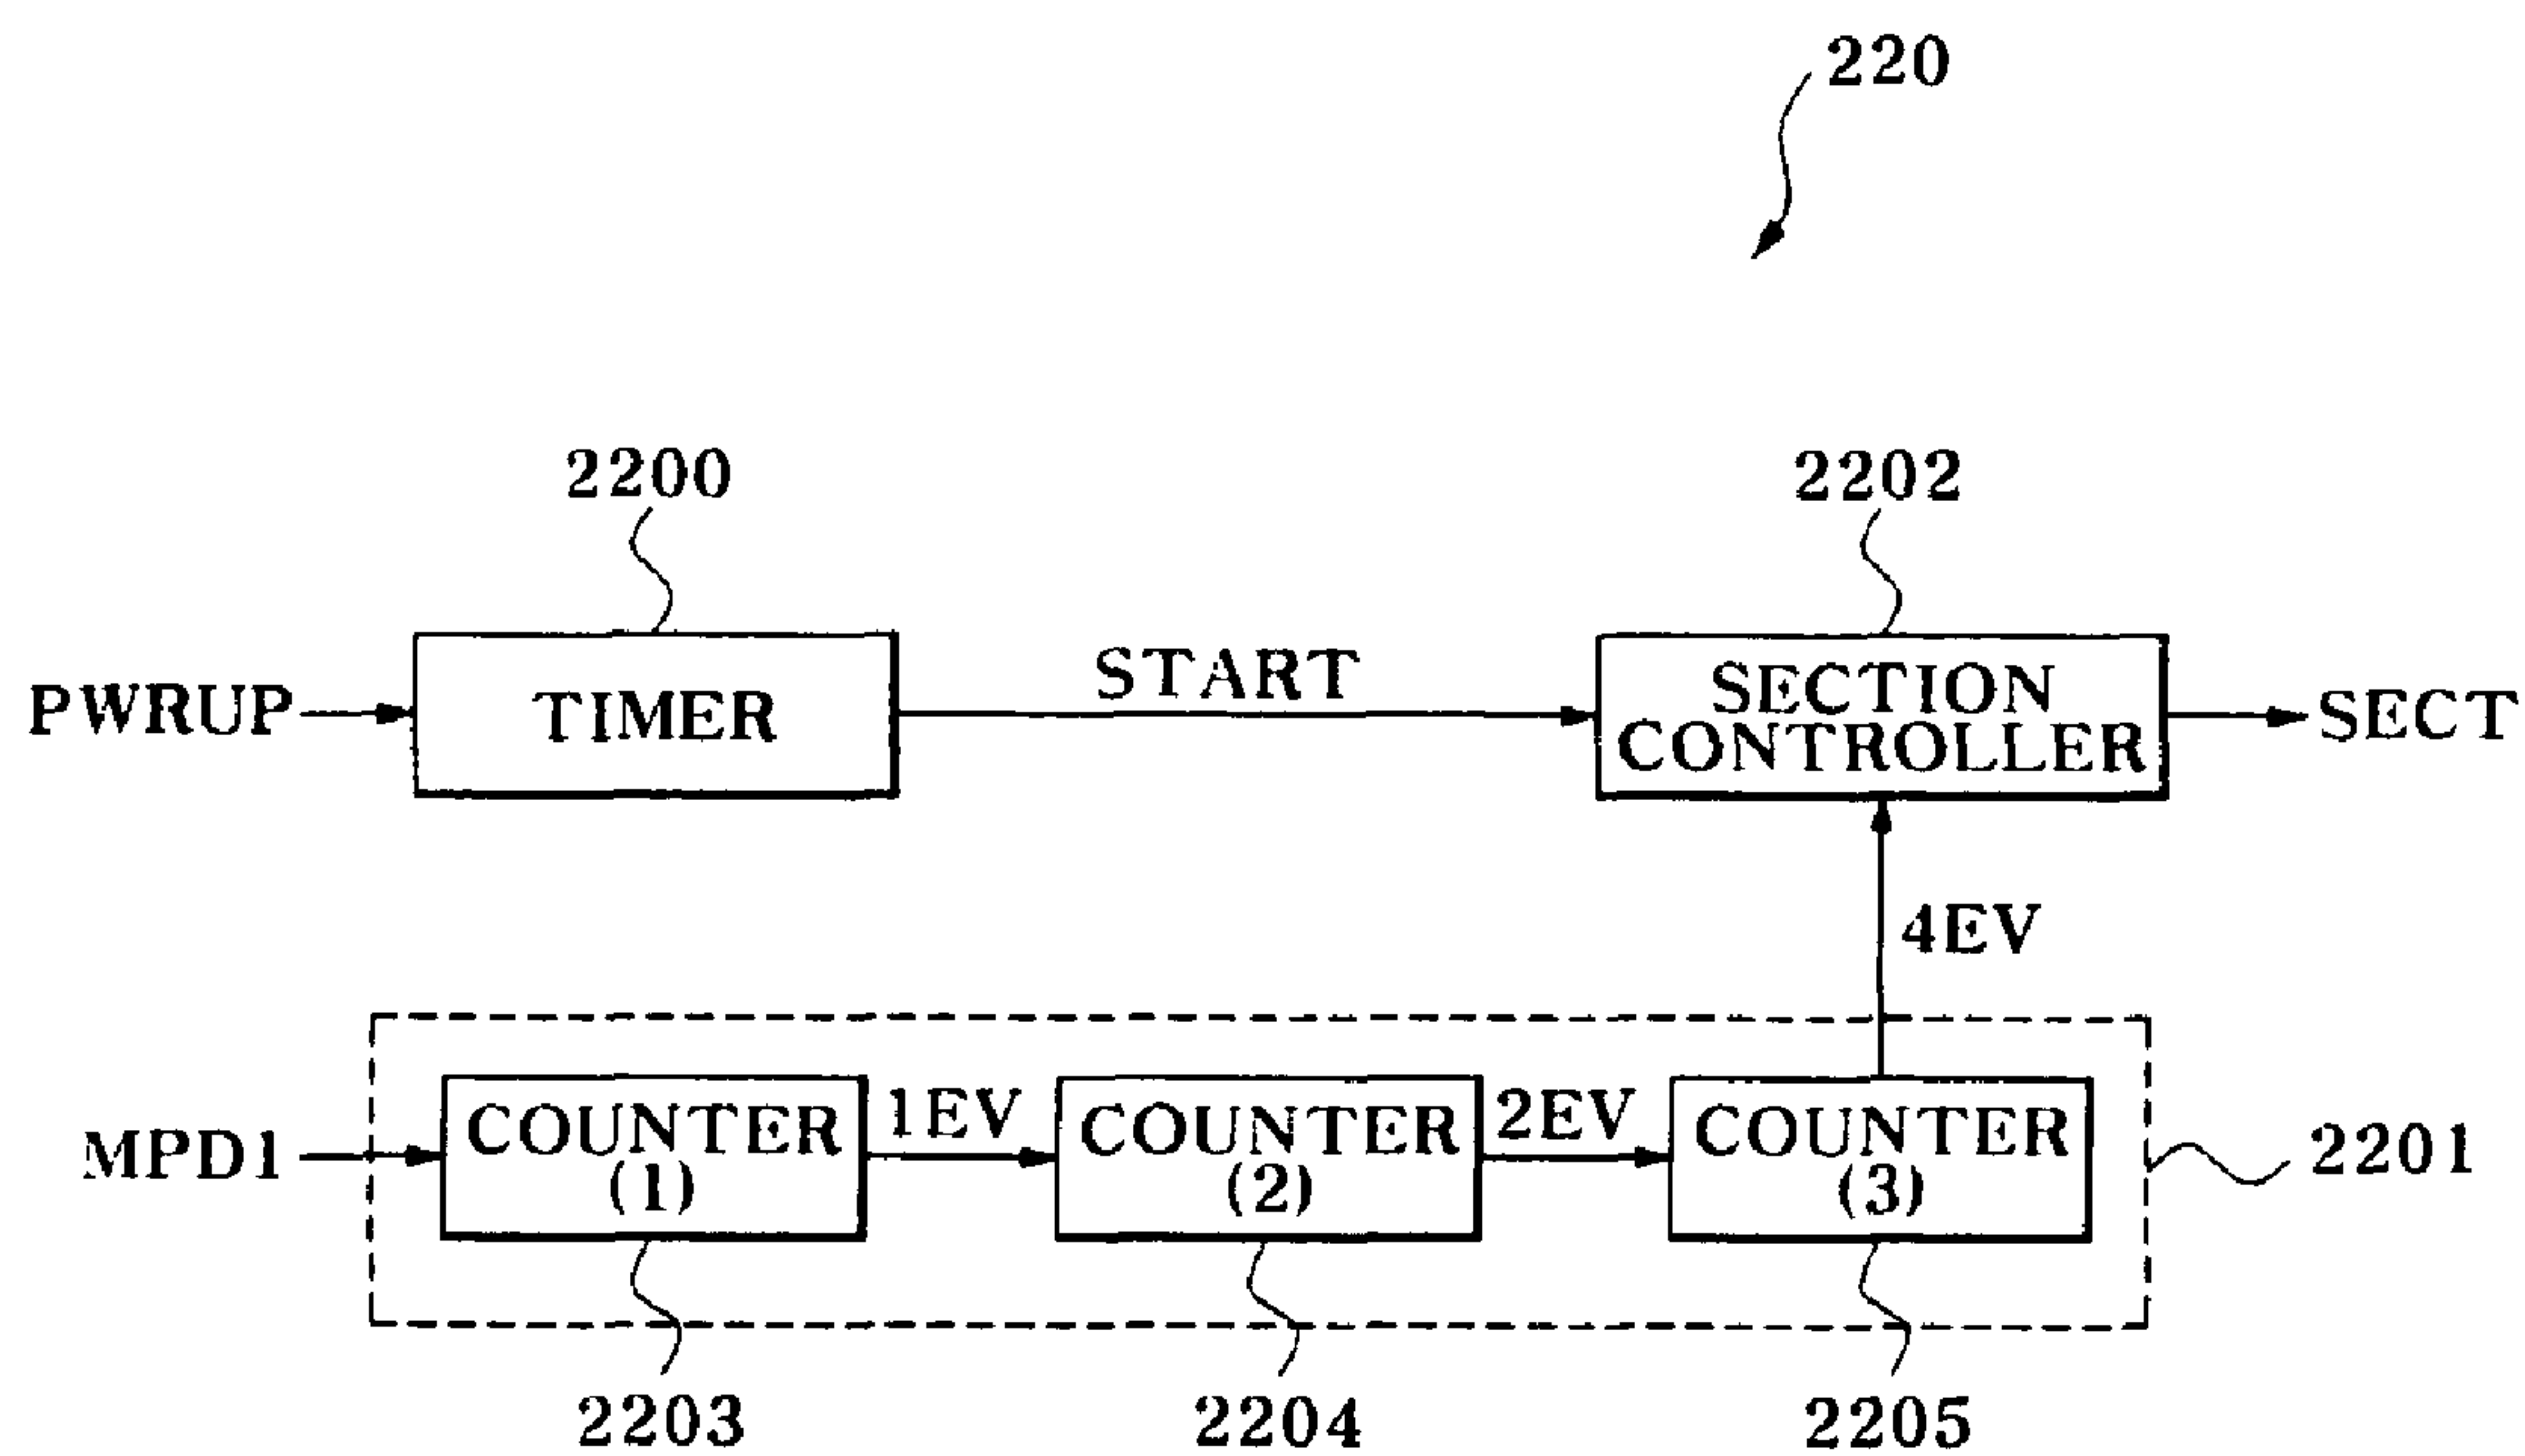 220
2200
2202
PWRUP
TIMER
START
SECTION
CONTROLLER
SECT
4EV
MPD1
COUNTER
(1)
1EV
COUNTER
(2)
2EV
COUNTER
(3)
2201
2203
2204
2205